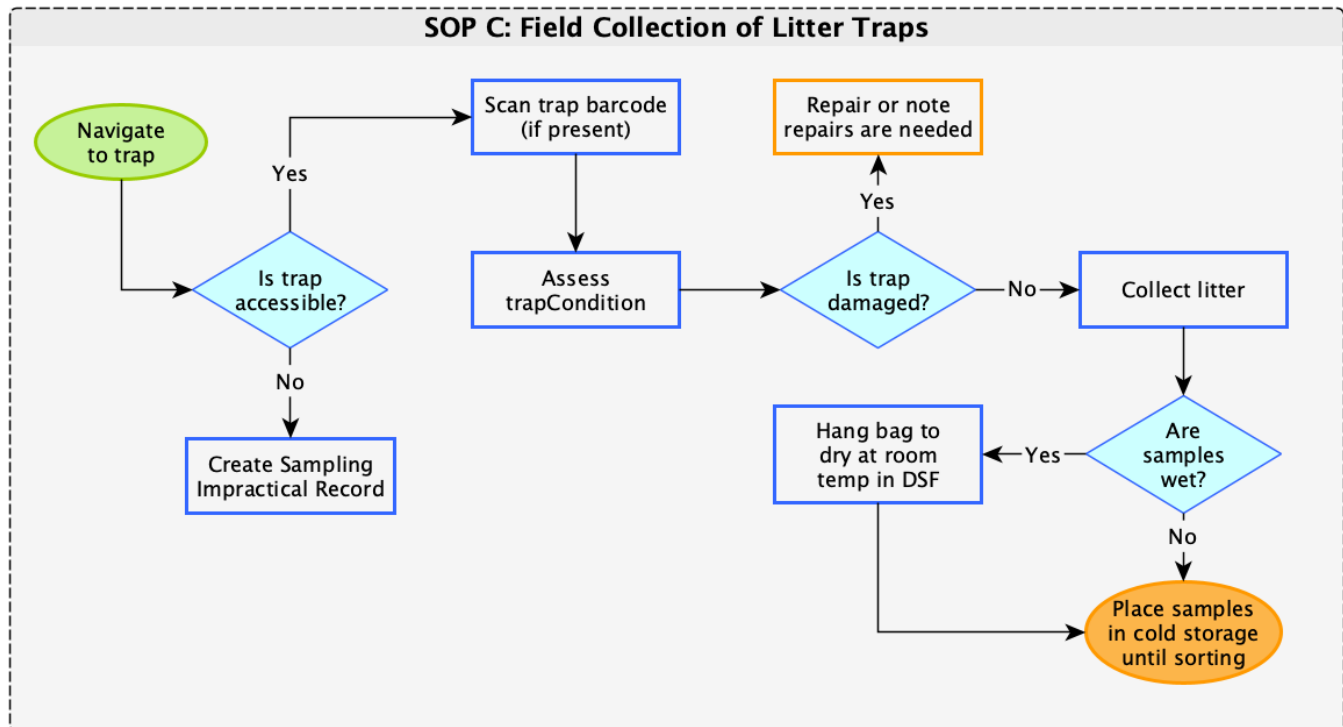 SOP C: Field Collection of Litter Traps
Navigate
to trap
Is trap
accessible?
Yes
No
Create Sampling
Impractical Record
Scan trap barcode
(if present)
Assess
trapCondition
Is trap
damaged?
Yes
Repair or note
repairs are needed
No
Collect litter
Are
samples
wet?
Yes
Hang bag to
dry at room
temp in DSF
No
Place samples
in cold storage
until sorting